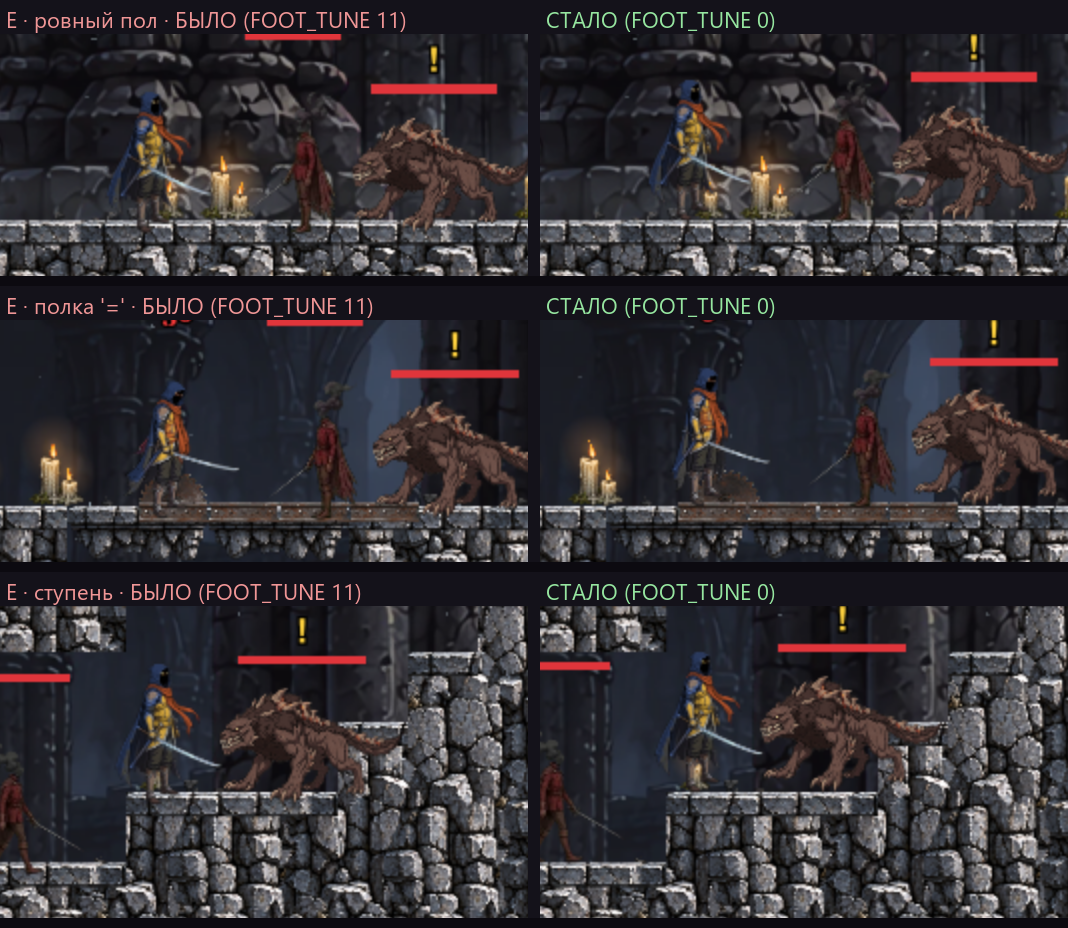 E · ровный пол · БЫЛО (FOOT_TUNE 11)
СТАЛО (FOOT_TUNE 0)
E · полка '=' · БЫЛО (FOOT_TUNE 11)
СТАЛО (FOOT_TUNE 0)
E · ступень · БЫЛО (FOOT_TUNE 11)
СТАЛО (FOOT_TUNE 0)
!
!
!
!
!
!